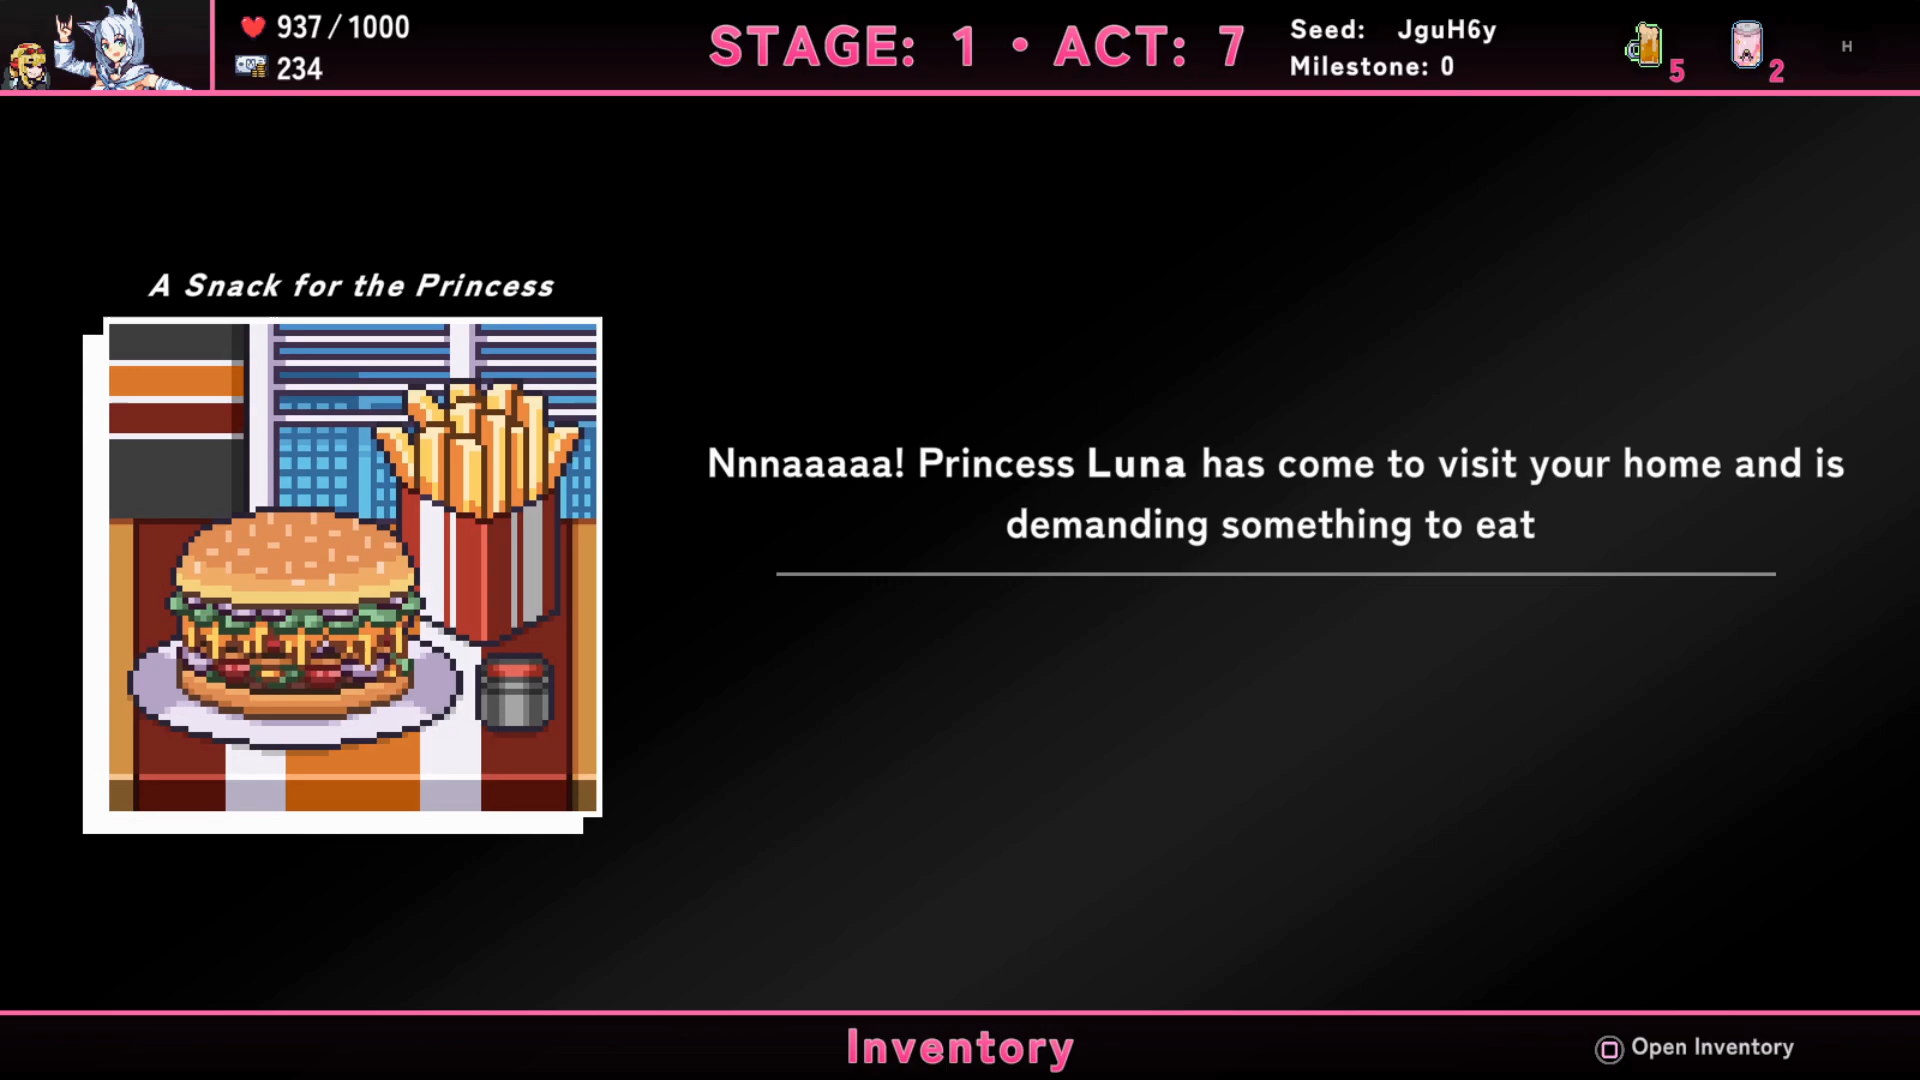 937 / 1000
234
STAGE: 1 • ACT: 7
Seed: JguH6y
Milestone: 0
5
2
H
A Snack for the Princess
Nnnaaaaa! Princess Luna has come to visit your home and is
demanding something to eat
Inventory
Open Inventory